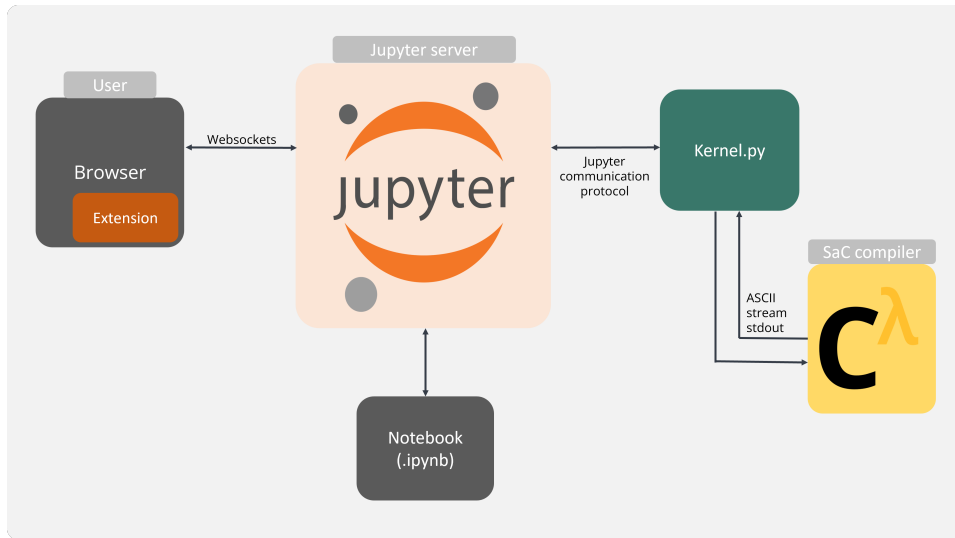 Jupyter server
User
Websockets
Browser
Extension
jupyter
Jupyter
communication
protocol
Kernel.py
SaC compiler
ASCII
stream
stdout
C λ
Notebook
(.ipynb)